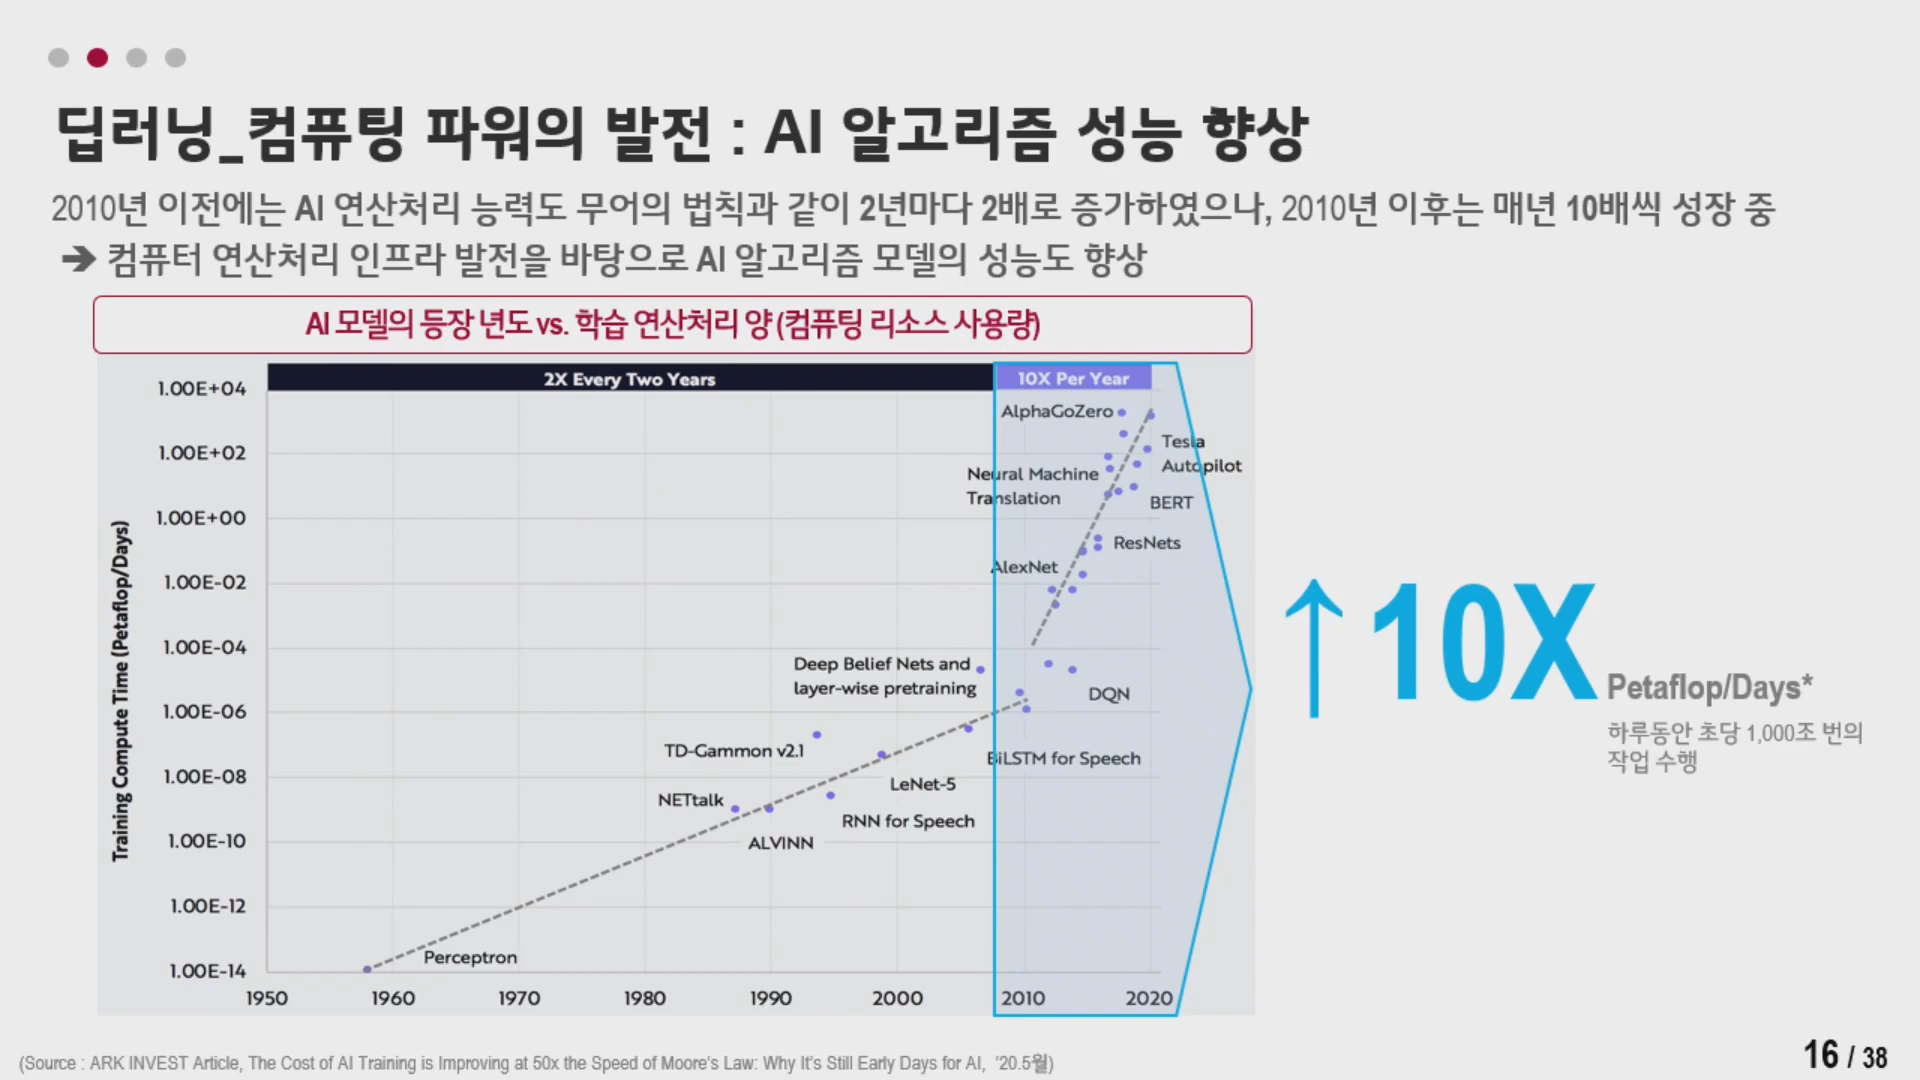 딥러닝_컴퓨팅 파워의 발전 : AI 알고리즘 성능 향상
2010년 이전에는 AI 연산처리 능력도 무어의 법칙과 같이 2년마다 2배로 증가하였으나, 2010년 이후는 매년 10배씩 성장 중
➔ 컴퓨터 연산처리 인프라 발전을 바탕으로 AI 알고리즘 모델의 성능도 향상
AI 모델의 등장 년도 vs. 학습 연산처리 양 (컴퓨팅 리소스 사용량)
2X Every Two Years
10X Per Year
Training Compute Time (Petaflop/Days)
1.00E+04
1.00E+02
1.00E+00
1.00E-02
1.00E-04
1.00E-06
1.00E-08
1.00E-10
1.00E-12
1.00E-14
AlphaGoZero
Tesla
Autopilot
Neural Machine
Translation
BERT
ResNets
AlexNet
Deep Belief Nets and
layer-wise pretraining
DQN
TD-Gammon v2.1
BiLSTM for Speech
LeNet-5
NETtalk
RNN for Speech
ALVINN
Perceptron
1950 1960 1970 1980 1990 2000 2010 2020
↑10X
Petaflop/Days*
하루동안 초당 1,000조 번의
작업 수행
(Source : ARK INVEST Article, The Cost of AI Training is Improving at 50x the Speed of Moore's Law: Why It's Still Early Days for AI, '20.5월)
16 / 38